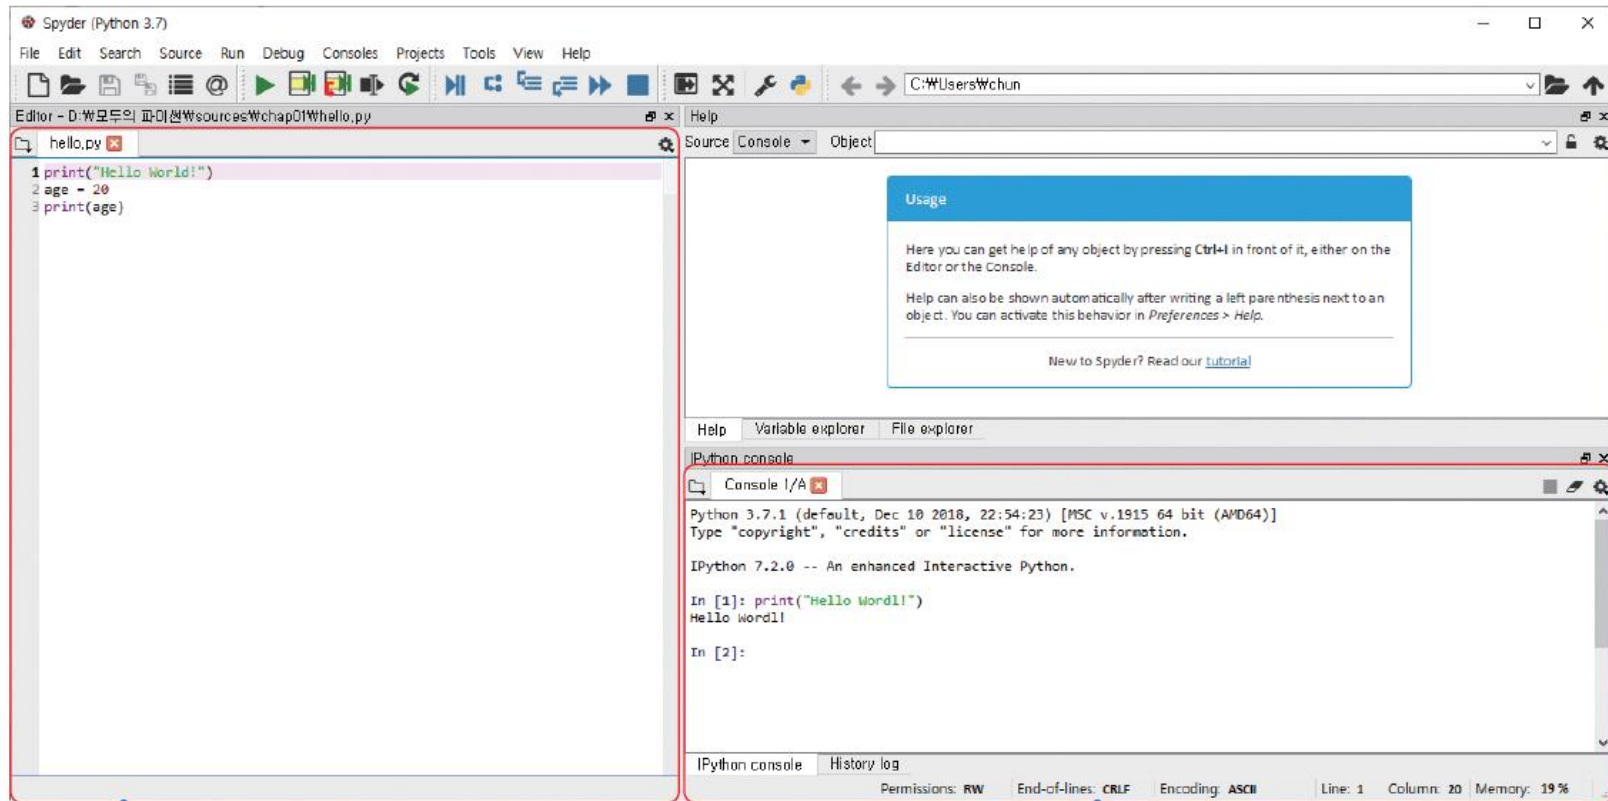 Spyder (Python 3.7)
File Edit Search Source Run Debug Consoles Projects Tools View Help
C:₩Users₩chun
Editor - D:₩모두의 파이썬₩sources₩chap01₩hello.py
hello.py
1 print("Hello World!")
2 age = 20
3 print(age)
Help
Source Console Object
Usage
Here you can get help of any object by pressing Ctrl+I in front of it, either on the
Editor or the Console.
Help can also be shown automatically after writing a left parenthesis next to an
object. You can activate this behavior in Preferences > Help.
New to Spyder? Read our tutorial
Help Variable explorer File explorer
IPython console
Console 1/A
Python 3.7.1 (default, Dec 10 2018, 22:54:23) [MSC v.1915 64 bit (AMD64)]
Type "copyright", "credits" or "license" for more information.
IPython 7.2.0 -- An enhanced Interactive Python.
In [1]: print("Hello Wordl!")
Hello Wordl!
In [2]:
IPython console History log
Permissions: RW End-of-lines: CRLF Encoding: ASCII Line: 1 Column: 20 Memory: 19 %